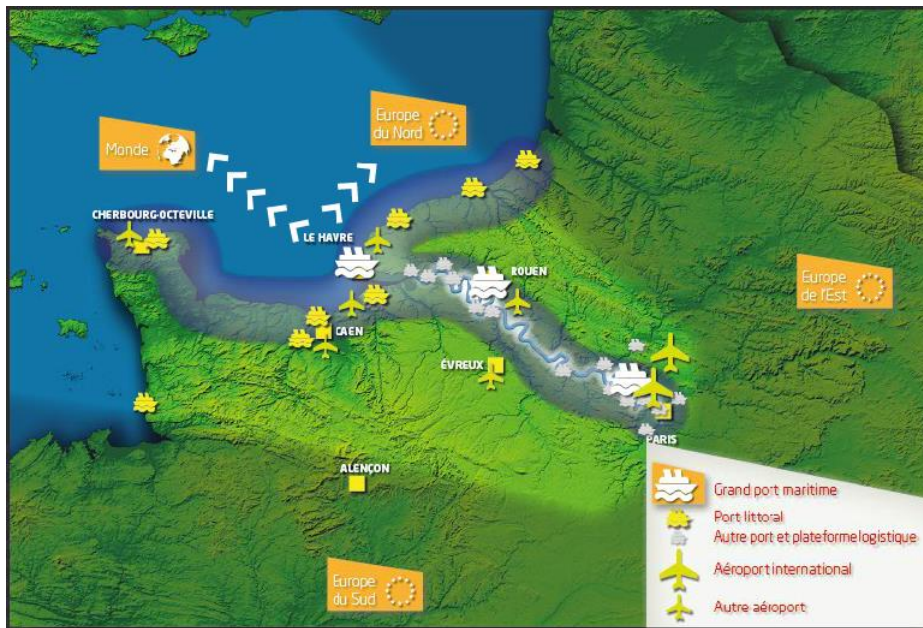 Europe
du Nord
Monde
CHERBOURG-OCTEVILLE
LE HAVRE
ROUEN
Europe
de l'Est
CAEN
ÉVREUX
PARIS
ALENÇON
Grand port maritime
Port littoral
Autre port et plateforme logistique
Aéroport international
Autre aéroport
Europe
du Sud